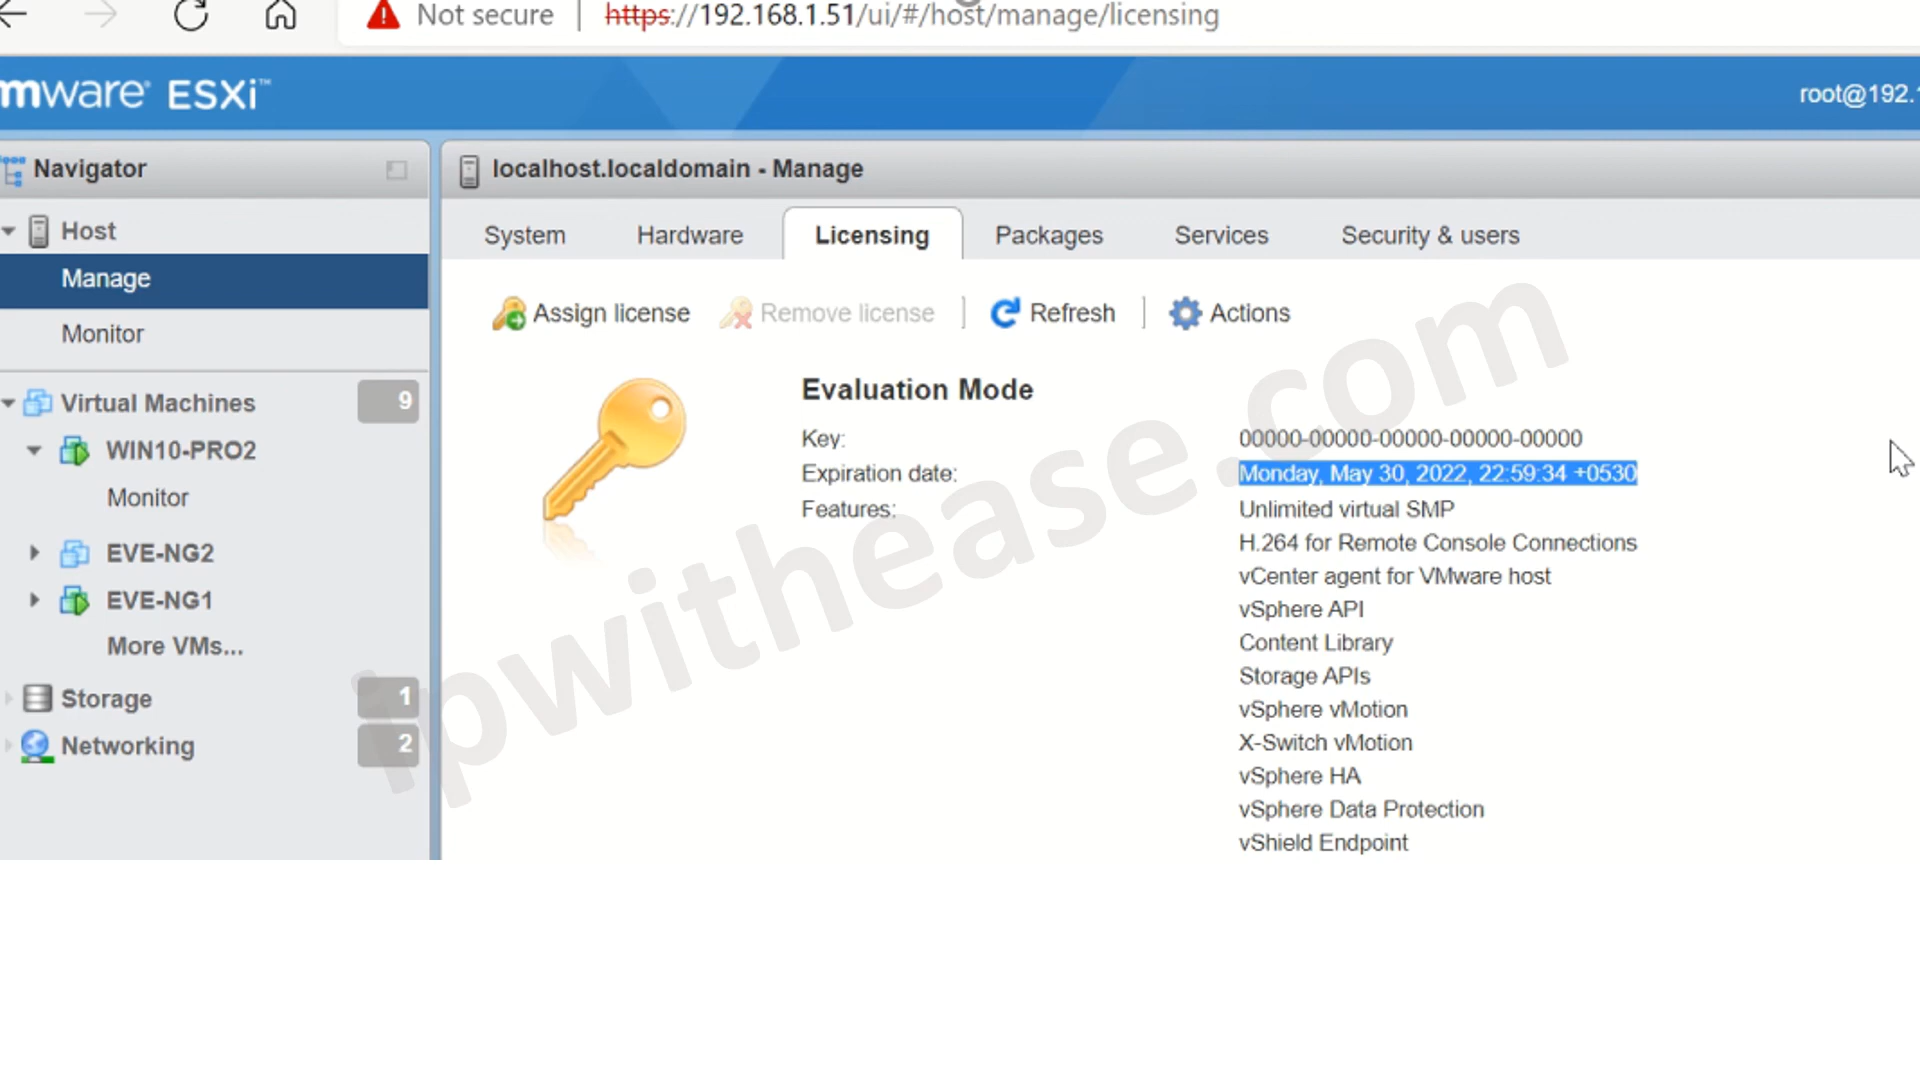 Not secure | https://192.168.1.51/ui/#/host/manage/licensing
mware® ESXi™
root@192.1
Navigator
localhost.localdomain - Manage
Host
Manage
Monitor
Virtual Machines 9
WIN10-PRO2
Monitor
EVE-NG2
EVE-NG1
More VMs...
Storage 1
Networking 2
System Hardware Licensing Packages Services Security & users
Assign license Remove license | Refresh | Actions
Evaluation Mode
Key: 00000-00000-00000-00000-00000
Expiration date: Monday, May 30, 2022, 22:59:34 +0530
Features: Unlimited virtual SMP
H.264 for Remote Console Connections
vCenter agent for VMware host
vSphere API
Content Library
Storage APIs
vSphere vMotion
X-Switch vMotion
vSphere HA
vSphere Data Protection
vShield Endpoint
ipwithease.com